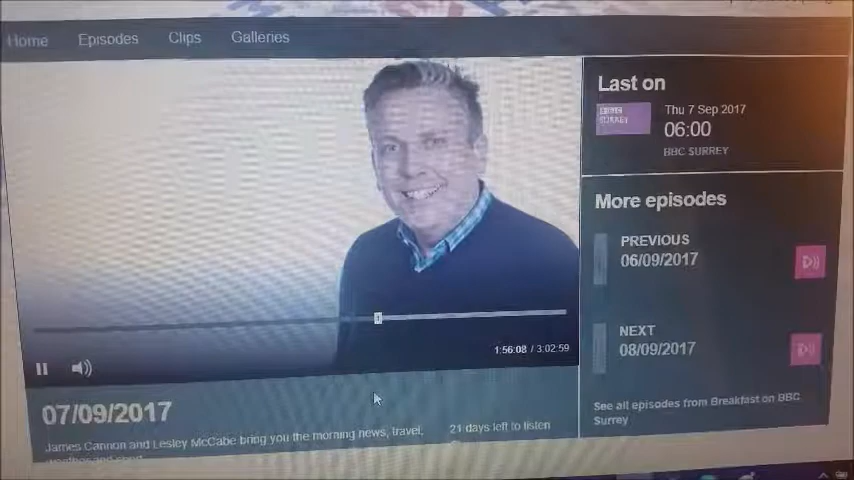 Home Episodes Clips Galleries
Last on
BBC
SURREY
Thu 7 Sep 2017
06:00
BBC SURREY
More episodes
PREVIOUS
06/09/2017
NEXT
08/09/2017
See all episodes from Breakfast on BBC
Surrey
1:56:08 / 3:02:59
07/09/2017
James Cannon and Lesley McCabe bring you the morning news, travel,
21 days left to listen